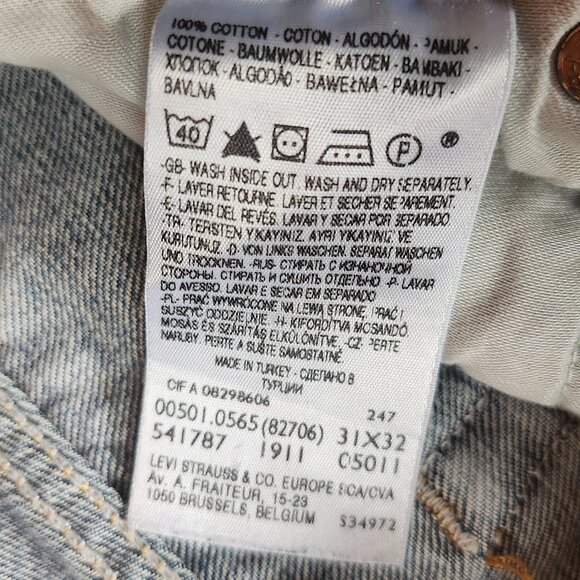 100% COTTON - COTON - ALGODÓN - PAMUK -
COTONE - BAUMWOLLE - KATOEN - BAMBAKI -
ХЛОПОК - ALGODÃO - BAWEŁNA - PAMUT -
BAVLNA
40 P ®
-GB- WASH INSIDE OUT. WASH AND DRY SEPARATELY.
-F- LAVER RETOURNE. LAVER ET SECHER SEPAREMENT.
-E- LAVAR DEL REVÉS. LAVAR Y SECAR POR SEPARADO
-TR- TERSTEN YIKAYINIZ. AYRI YIKAYINIZ VE
KURUTUNUZ. -D- VON LINKS WASCHEN. SEPARAT WASCHEN
UND TROCKNEN. -RUS- СТИРАТЬ С ИЗНАНОЧНОЙ
СТОРОНЫ. СТИРАТЬ И СУШИТЬ ОТДЕЛЬНО -P- LAVAR
DO AVESSO. LAVAR E SECAR EM SEPARADO
-PL- PRAĆ WYWRÓCONE NA LEWĄ STRONĘ, PRAĆ I
SUSZYĆ ODDZIELNIE. -H- KIFORDÍTVA MOSANDÓ
MOSÁS ÉS SZÁRÍTÁS ELKÜLÖNÍTVE, -CZ- PERTE
NARUBY. PERTE A SUŠTE SAMOSTATNĚ.
MADE IN TURKEY - СДЕЛАНО В
ТУРЦИИ
CIF A 08298606 247
00501.0565 (82706) 31X32
541787 1911 05011
LEVI STRAUSS & CO. EUROPE SCA/CVA
Av. A. FRAITEUR, 15-23
1050 BRUSSELS, BELGIUM S34972